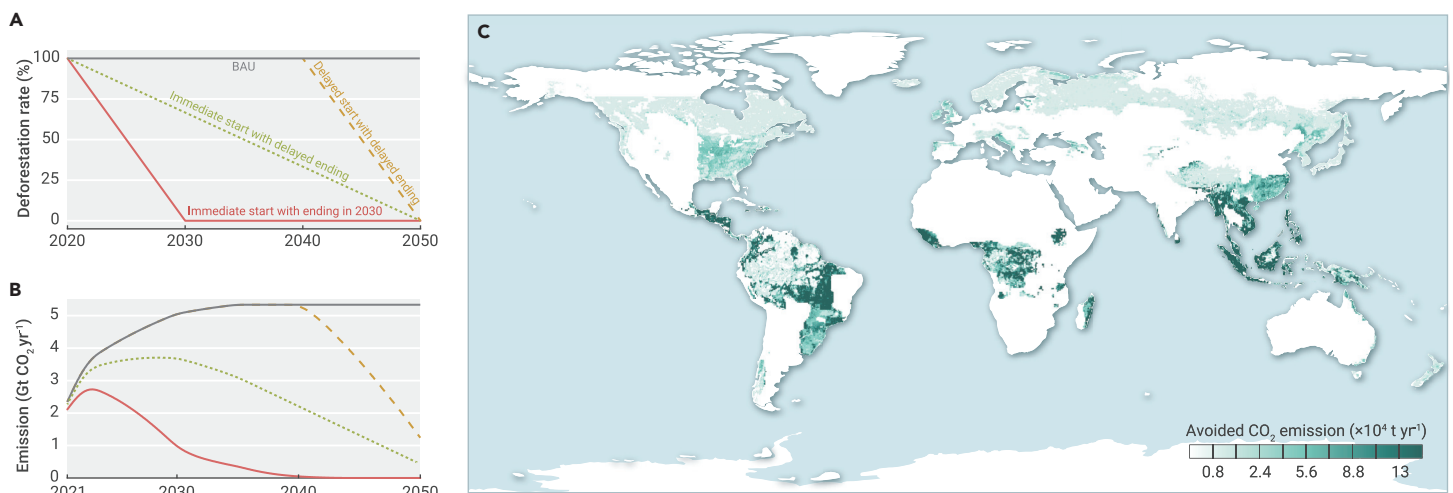 A
Deforestation rate (%)
100
75
50
25
0
BAU
Immediate start with delayed ending
Delayed start with delayed ending
Immediate start with ending in 2030
2020 2030 2040 2050
B
Emission (Gt CO₂ yr⁻¹)
5
4
3
2
1
0
2021 2030 2040 2050
C
Avoided CO₂ emission (×10⁴ t yr⁻¹)
0.8 2.4 5.6 8.8 13